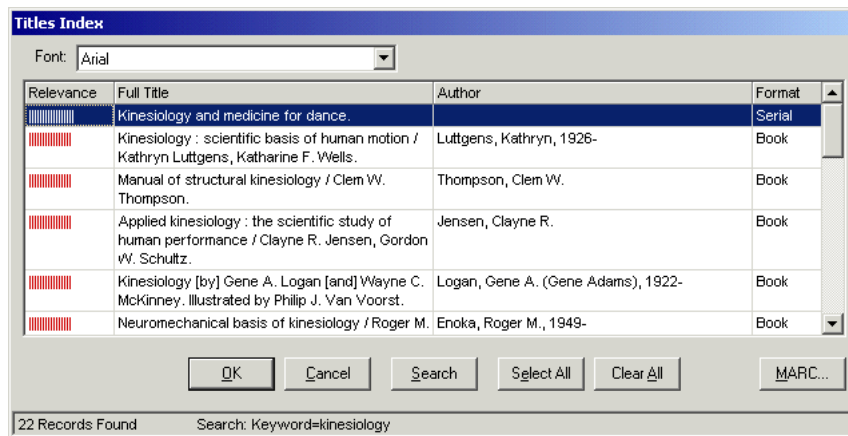 Titles Index
Font: Arial
Relevance Full Title Author Format
Kinesiology and medicine for dance. Serial
Kinesiology : scientific basis of human motion / Luttgens, Kathryn, 1926- Book
Kathryn Luttgens, Katharine F. Wells.
Manual of structural kinesiology / Clem W. Thompson, Clem W. Book
Thompson.
Applied kinesiology : the scientific study of Jensen, Clayne R. Book
human performance / Clayne R. Jensen, Gordon
W. Schultz.
Kinesiology [by] Gene A. Logan [and] Wayne C. Logan, Gene A. (Gene Adams), 1922- Book
McKinney. Illustrated by Philip J. Van Voorst.
Neuromechanical basis of kinesiology / Roger M. Enoka, Roger M., 1949- Book
OK Cancel Search Select All Clear All MARC...
22 Records Found Search: Keyword=kinesiology